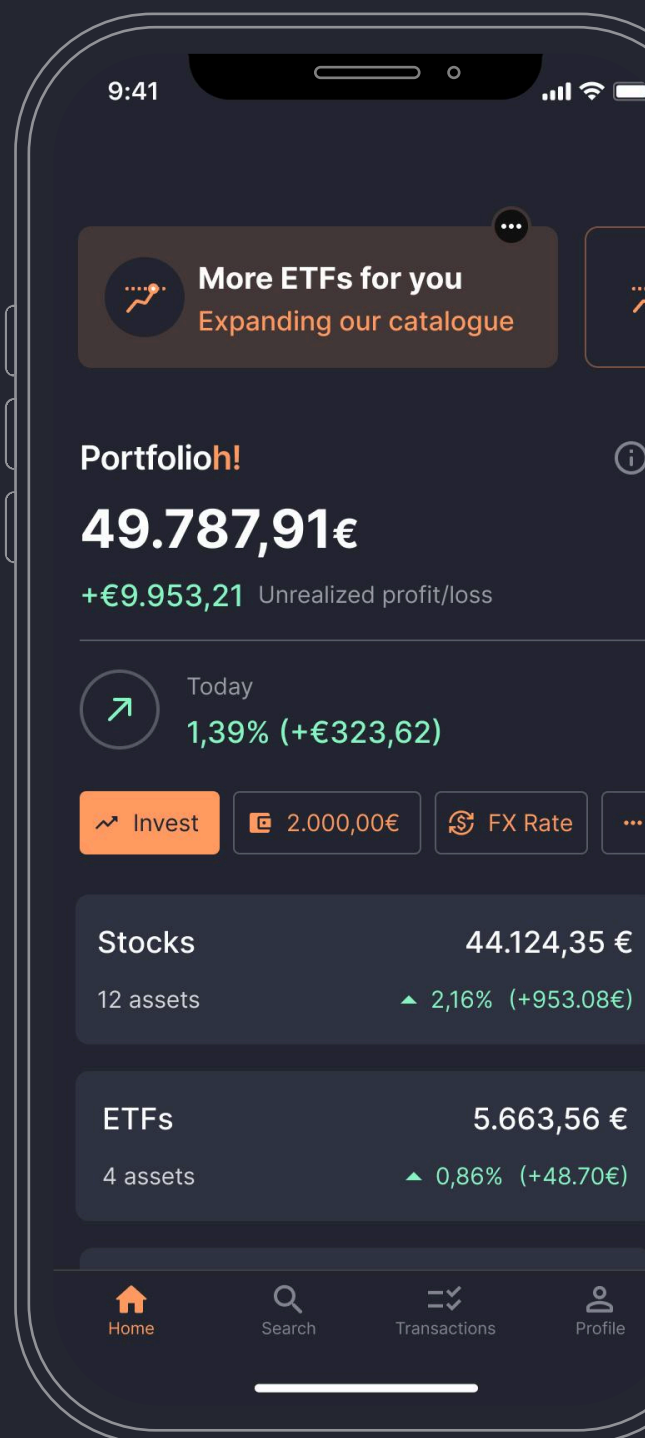 9:41
More ETFs for you
Expanding our catalogue
Portfolioh!
49.787,91€
+€9.953,21 Unrealized profit/loss
Today
1,39% (+€323,62)
Invest 2.000,00€ FX Rate
Stocks 44.124,35 €
12 assets 2,16% (+953.08€)
ETFs 5.663,56 €
4 assets 0,86% (+48.70€)
Home Search Transactions Profile